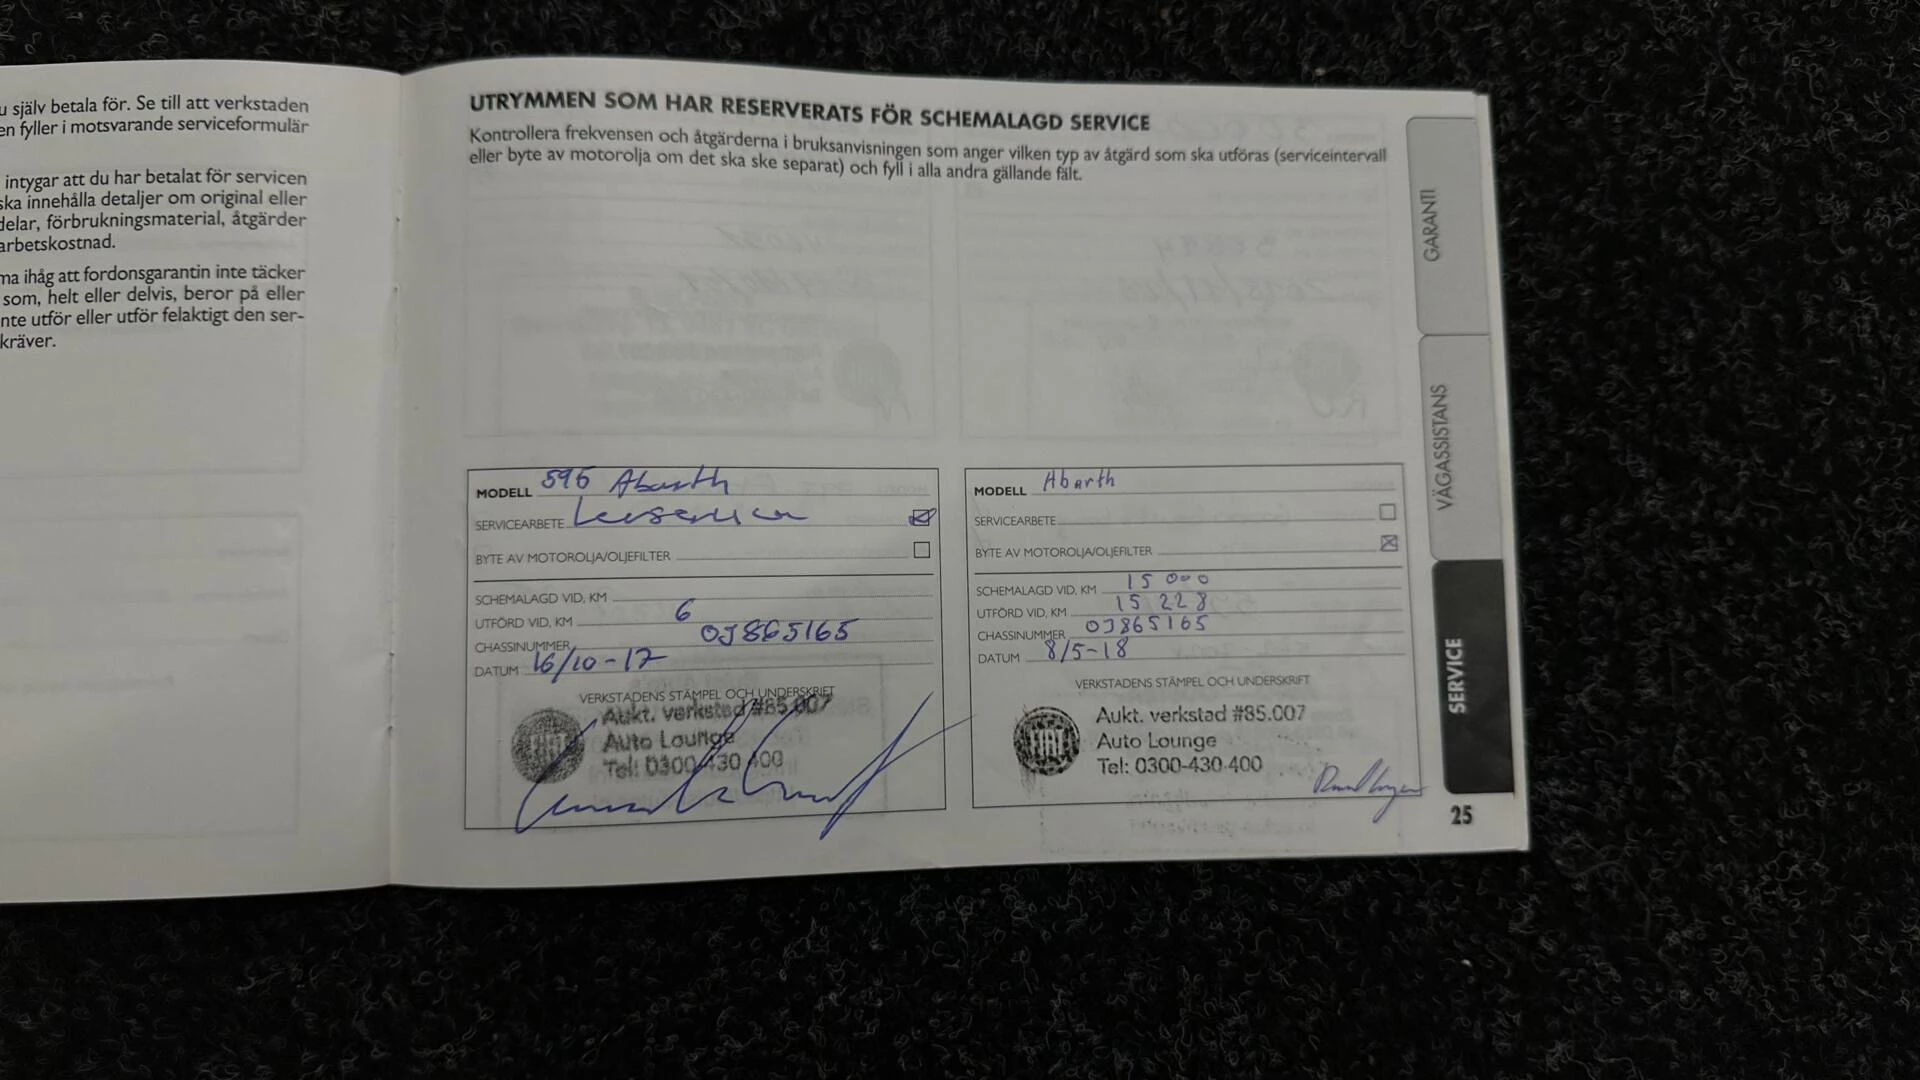 u själv betala för. Se till att verkstaden
en fyller i motsvarande serviceformulär
intygar att du har betalat för servicen
ska innehålla detaljer om original eller
delar, förbrukningsmaterial, åtgärder
arbetskostnad.
ma ihåg att fordonsgarantin inte täcker
som, helt eller delvis, beror på eller
nte utför eller utför felaktigt den ser-
kräver.
UTRYMMEN SOM HAR RESERVERATS FÖR SCHEMALAGD SERVICE
Kontrollera frekvensen och åtgärderna i bruksanvisningen som anger vilken typ av åtgärd som ska utföras (serviceintervall
eller byte av motorolja om det ska ske separat) och fyll i alla andra gällande fält.
MODELL 595 Abarth
SERVICEARBETE Levservice
BYTE AV MOTOROLJA/OLJEFILTER
SCHEMALAGD VID, KM
UTFÖRD VID, KM 6
CHASSINUMMER 0J865165
DATUM 16/10-17
VERKSTADENS STÄMPEL OCH UNDERSKRIFT
FIAT
Aukt. verkstad #85.007
Auto Lounge
Tel: 0300-430 400
MODELL Abarth
SERVICEARBETE
BYTE AV MOTOROLJA/OLJEFILTER
SCHEMALAGD VID, KM 15 000
UTFÖRD VID, KM 15 228
CHASSINUMMER 0J865165
DATUM 8/5-18
VERKSTADENS STÄMPEL OCH UNDERSKRIFT
FIAT
Aukt. verkstad #85.007
Auto Lounge
Tel: 0300-430 400
GARANTI
VÄGASSISTANS
SERVICE
25